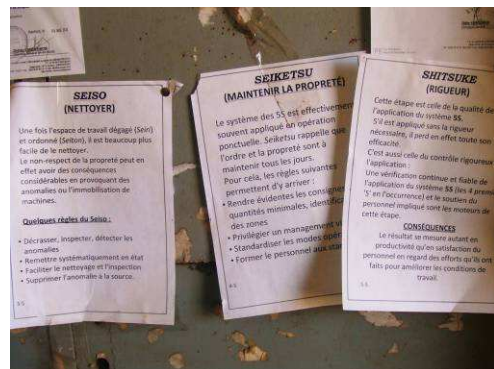 SEISO
(NETTOYER)
Une fois l'espace de travail dégagé (Seiri)
et ordonné (Seiton), il est beaucoup plus
facile de le nettoyer.
Le non-respect de la propreté peut en
effet avoir des conséquences
considérables en provoquant des
anomalies ou l'immobilisation de
machines.
Quelques règles du Seiso :
• Décrasser, inspecter, détecter les
anomalies
• Remettre systématiquement en état
• Faciliter le nettoyage et l'inspection
• Supprimer l'anomalie à la source.
SEIKETSU
(MAINTENIR LA PROPRETÉ)
Le système des 5S est effectivement
souvent appliqué en opération
ponctuelle. Seiketsu rappelle que
l'ordre et la propreté sont à
maintenir tous les jours.
Pour cela, les règles suivantes
permettent d'y arriver :
• Rendre évidentes les consignes
quantités minimales,
des zones
• Privilégier un management
• Standardiser les modes
• Former le personnel aux
SHITSUKE
(RIGUEUR)
Cette étape est celle de la qualité de
l'application du système 5S.
S'il est appliqué sans la rigueur
nécessaire, il perd en effet toute son
efficacité.
C'est aussi celle du contrôle rigoureux
l'application :
Une vérification continue et fiable de
l'application du système 5S (les 4 premiers
'S' en l'occurrence) et le soutien du
personnel impliqué sont les moteurs de
cette étape.
CONSÉQUENCES
Le résultat se mesure autant en
productivité qu'en satisfaction du
personnel en regard des efforts qu'ils ont
faits pour améliorer les conditions de
travail.